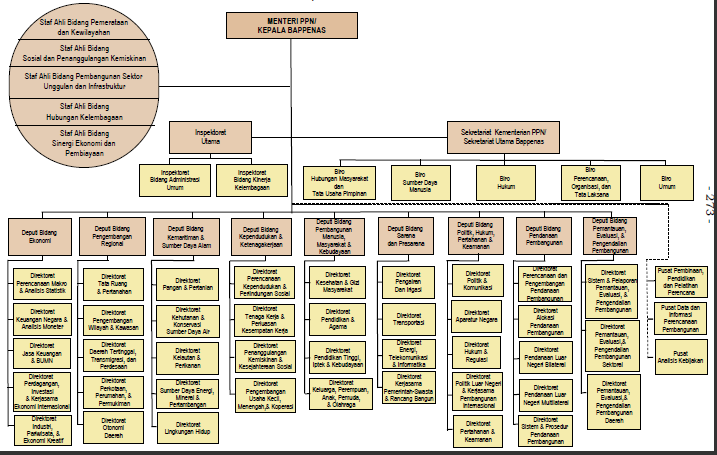 MENTERI PPN/
KEPALA BAPPENAS
Staf Ahli Bidang Pemerataan
dan Kewilayahan
Staf Ahli Bidang
Sosial dan Penanggulangan Kemiskinan
Staf Ahli Bidang Pembangunan Sektor
Unggulan dan Infrastruktur
Staf Ahli Bidang
Hubungan Kelembagaan
Staf Ahli Bidang
Sinergi Ekonomi dan
Pembiayaan
Inspektorat
Utama
Sekretariat Kementerian PPN/
Sekretariat Utama Bappenas
Inspektorat
Bidang Administrasi
Umum
Inspektorat
Bidang Kinerja
Kelembagaan
Biro
Hubungan Masyarakat
dan
Tata Usaha Pimpinan
Biro
Sumber Daya
Manusia
Biro
Hukum
Biro
Perencanaan,
Organisasi, dan
Tata Laksana
Biro
Umum
- 273 -
Deputi Bidang
Ekonomi
Deputi Bidang
Pengembangan
Regional
Deputi Bidang
Kemaritiman &
Sumber Daya Alam
Deputi Bidang
Kependudukan &
Ketenagakerjaan
Deputi Bidang
Pembangunan
Manusia,
Masyarakat &
Kebudayaan
Deputi Bidang
Sarana
dan Prasarana
Deputi Bidang
Politik, Hukum,
Pertahanan &
Keamanan
Deputi Bidang
Pendanaan
Pembangunan
Deputi Bidang
Pemantauan,
Evaluasi, &
Pengendalian
Pembangunan
Direktorat
Perencanaan Makro
& Analisis Statistik
Direktorat
Keuangan Negara &
Analisis Moneter
Direktorat
Jasa Keuangan
& BUMN
Direktorat
Perdagangan,
Investasi
& Kerjasama
Ekonomi Internasional
Direktorat
Industri,
Pariwisata, &
Ekonomi Kreatif
Direktorat
Tata Ruang
& Pertanahan
Direktorat
Pengembangan
Wilayah & Kawasan
Direktorat
Daerah Tertinggal,
Transmigrasi, dan
Perdesaan
Direktorat
Perkotaan,
Perumahan, &
Permukiman
Direktorat
Otonomi
Daerah
Direktorat
Pangan & Pertanian
Direktorat
Kehutanan &
Konservasi
Sumber Daya Air
Direktorat
Kelautan &
Perikanan
Direktorat
Sumber Daya Energi,
Mineral &
Pertambangan
Direktorat
Lingkungan Hidup
Direktorat
Perencanaan
Kependudukan &
Perlindungan Sosial
Direktorat
Tenaga Kerja &
Perluasan
Kesempatan Kerja
Direktorat
Penanggulangan
Kemiskinan &
Kesejahteraan Sosial
Direktorat
Pengembangan
Usaha Kecil,
Menengah,& Koperasi
Direktorat
Kesehatan & Gizi
Masyarakat
Direktorat
Pendidikan &
Agama
Direktorat
Pendidikan Tinggi,
Iptek & Kebudayaan
Direktorat
Keluarga, Perempuan,
Anak, Pemuda,
& Olahraga
Direktorat
Pengairan
Dan Irigasi
Direktorat
Transportasi
Direktorat
Energi,
Telekomunikasi
& Informatika
Direktorat
Kerjasama
Pemerintah-Swasta
& Rancang Bangun
Direktorat
Politik &
Komunikasi
Direktorat
Aparatur Negara
Direktorat
Hukum &
Regulasi
Direktorat
Politik Luar Negeri
& Kerjasama
Pembangunan
Internasional
Direktorat
Pertahanan &
Keamanan
Direktorat
Perencanaan dan
Pengembangan
Pendanaan
Pembangunan
Direktorat
Alokasi
Pendanaan
Pembangunan
Direktorat
Pendanaan Luar
Negeri Bilateral
Direktorat
Pendanaan Luar
Negeri Multilateral
Direktorat
Sistem & Prosedur
Pendanaan
Pembangunan
Direktorat
Sistem & Pelaporan
Pemantauan,
Evaluasi, &
Pengendalian
Pembangunan
Direktorat
Pemantauan,
Evaluasi,&
Pengendalian
Pembangunan
Sektoral
Direktorat
Pemantauan,
Evaluasi,&
Pengendalian
Pembangunan
Daerah
Pusat Pembinaan,
Pendidikan
dan Pelatihan
Perencana
Pusat Data dan
Informasi
Perencanaan
Pembangunan
Pusat
Analisis Kebijakan